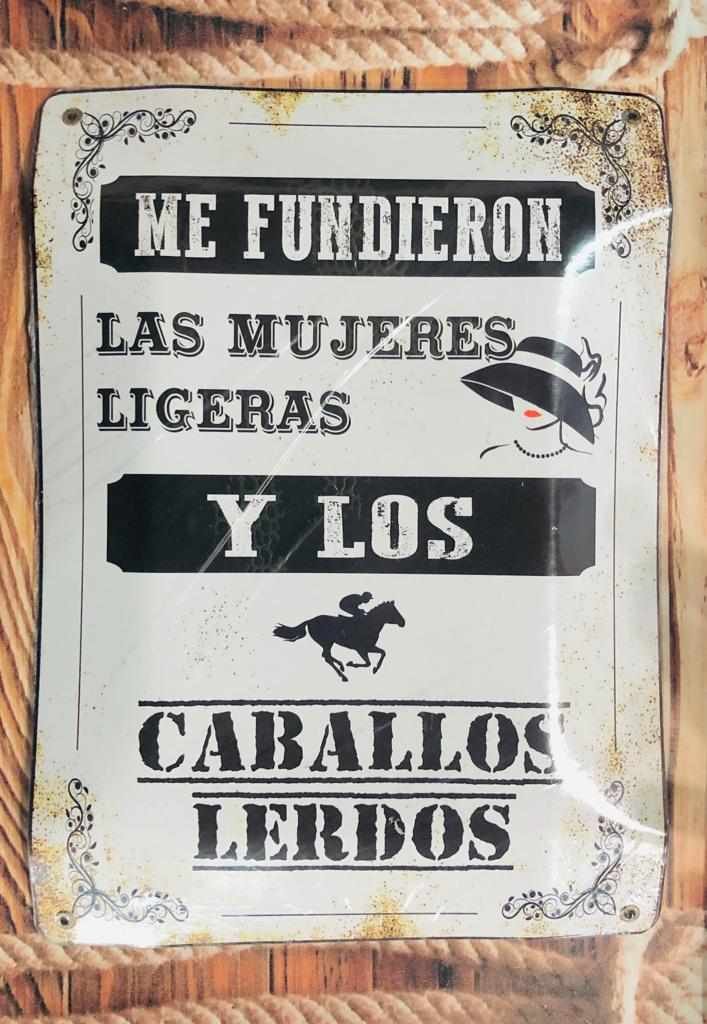 ME FUNDIERON
LAS MUJERES
LIGERAS
Y LOS
CABALLOS
LERDOS